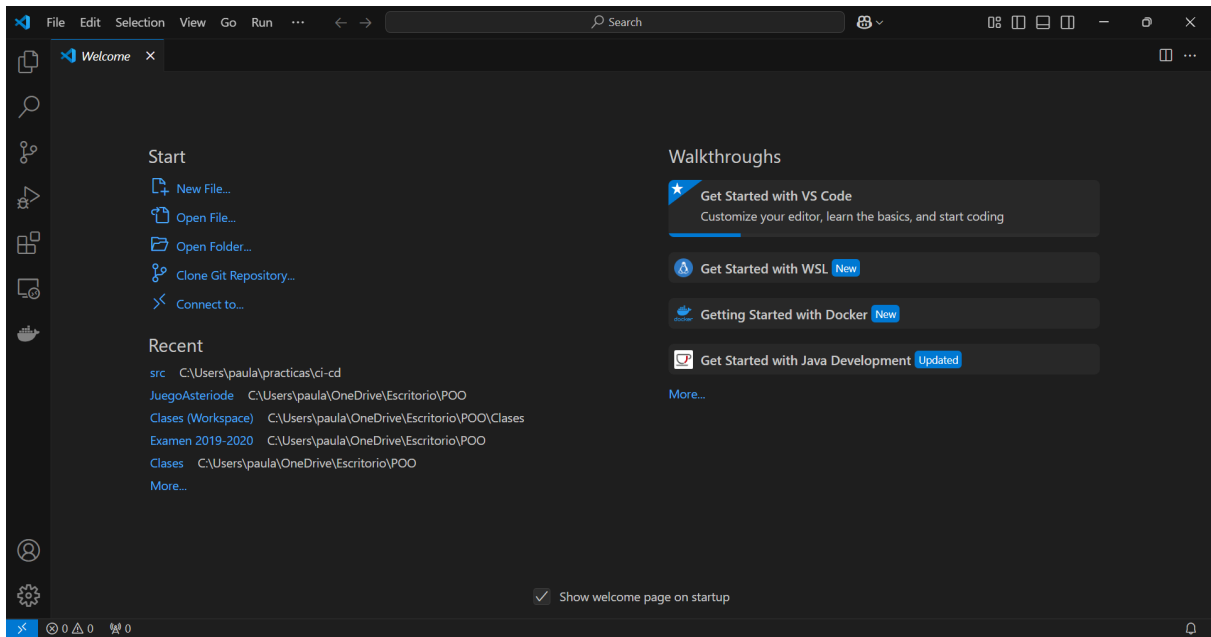 File Edit Selection View Go Run ··· Search
Welcome
Start
New File...
Open File...
Open Folder...
Clone Git Repository...
Connect to...
Recent
src C:\Users\paula\practicas\ci-cd
JuegoAsteriode C:\Users\paula\OneDrive\Escritorio\POO
Clases (Workspace) C:\Users\paula\OneDrive\Escritorio\POO\Clases
Examen 2019-2020 C:\Users\paula\OneDrive\Escritorio\POO
Clases C:\Users\paula\OneDrive\Escritorio\POO
More...
Walkthroughs
Get Started with VS Code
Customize your editor, learn the basics, and start coding
Get Started with WSL New
docker
Getting Started with Docker New
Get Started with Java Development Updated
More...
Show welcome page on startup
0 0 0